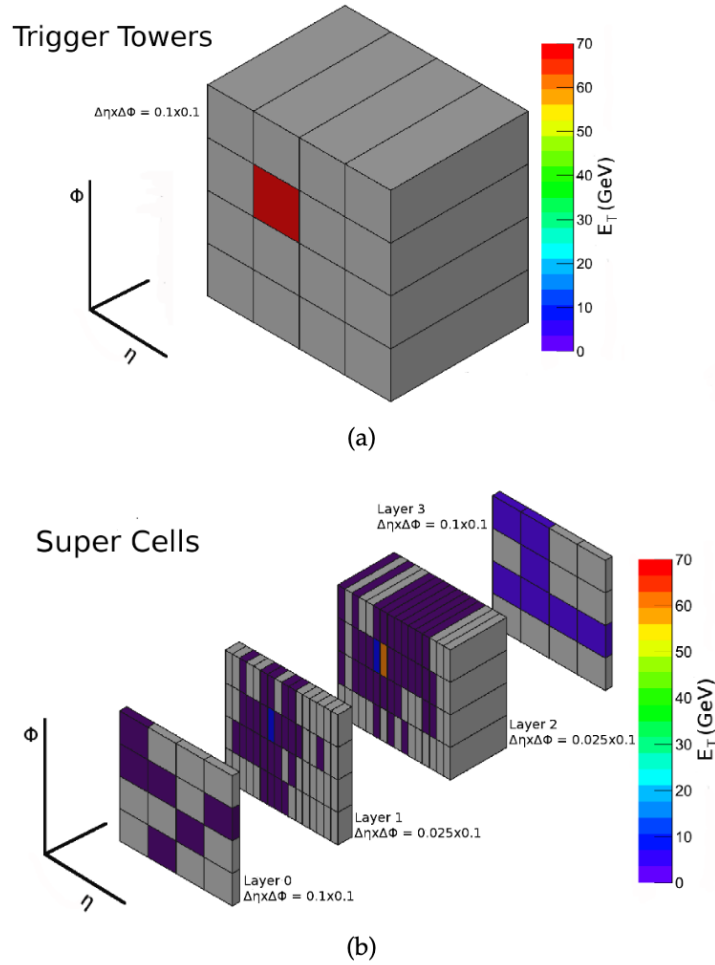 Trigger Towers
ΔηxΔΦ = 0.1x0.1
Φ
η
70
60
50
40
30
20
10
0
E_T (GeV)
(a)
Super Cells
Layer 3
ΔηxΔΦ = 0.1x0.1
Layer 2
ΔηxΔΦ = 0.025x0.1
Layer 1
ΔηxΔΦ = 0.025x0.1
Layer 0
ΔηxΔΦ = 0.1x0.1
Φ
η
70
60
50
40
30
20
10
0
E_T (GeV)
(b)